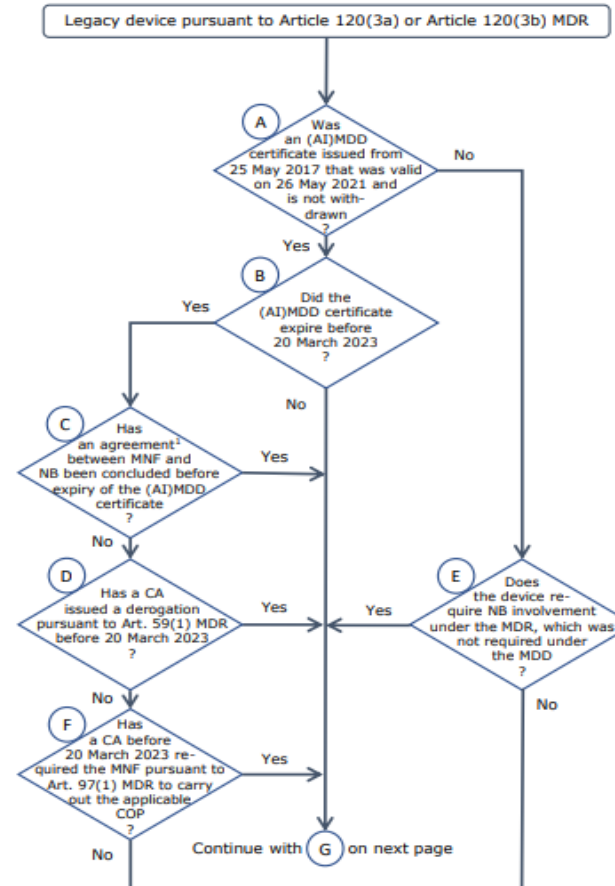 Legacy device pursuant to Article 120(3a) or Article 120(3b) MDR
A
Was
an (AI)MDD
certificate issued from
25 May 2017 that was valid
on 26 May 2021 and
is not with-
drawn
?
No
Yes
B
Did the
(AI)MDD certificate
expire before
20 March 2023
?
Yes
No
C
Has
an agreement¹
between MNF and
NB been concluded before
expiry of the (AI)MDD
certificate
?
Yes
No
D
Has a CA
issued a derogation
pursuant to Art. 59(1) MDR
before 20 March 2023
?
Yes
No
E
Does
the device re-
quire NB involvement
under the MDR, which was
not required under
the MDD
?
Yes
No
F
Has
a CA before
20 March 2023 re-
quired the MNF pursuant to
Art. 97(1) MDR to carry
out the applicable
COP
?
Yes
No
Continue with G on next page